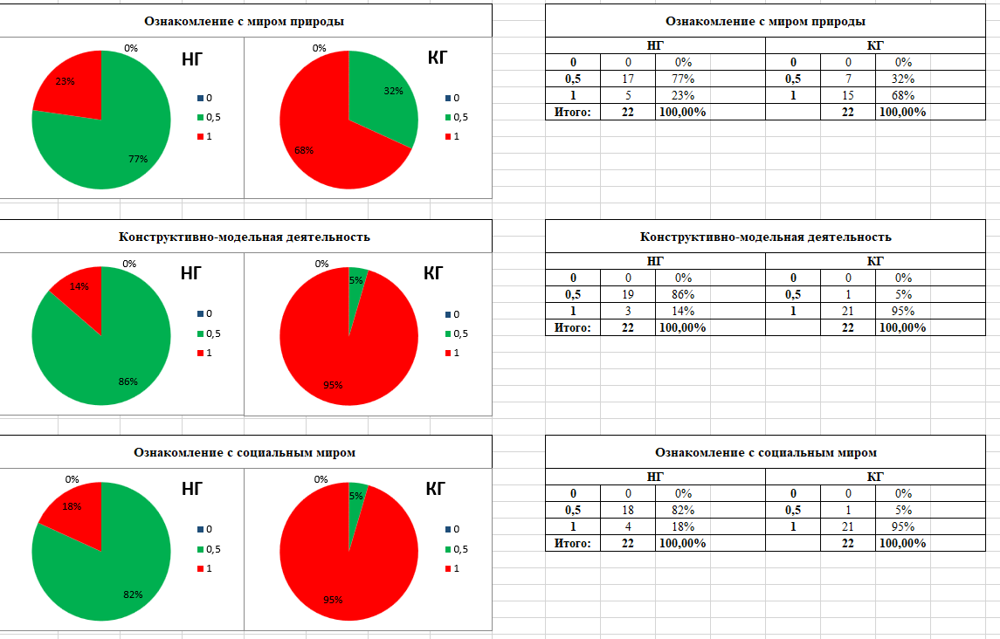 Ознакомление с миром природы
0% НГ
23%
77%
0
0,5
1
0% КГ
32%
68%
0
0,5
1
Ознакомление с миром природы
НГ КГ
0 0 0% 0 0 0%
0,5 17 77% 0,5 7 32%
1 5 23% 1 15 68%
Итого: 22 100,00% 22 100,00%
Конструктивно-модельная деятельность
0% НГ
14%
86%
0
0,5
1
0% КГ
5%
95%
0
0,5
1
Конструктивно-модельная деятельность
НГ КГ
0 0 0% 0 0 0%
0,5 19 86% 0,5 1 5%
1 3 14% 1 21 95%
Итого: 22 100,00% 22 100,00%
Ознакомление с социальным миром
0% НГ
18%
82%
0
0,5
1
0% КГ
5%
95%
0
0,5
1
Ознакомление с социальным миром
НГ КГ
0 0 0% 0 0 0%
0,5 18 82% 0,5 1 5%
1 4 18% 1 21 95%
Итого: 22 100,00% 22 100,00%